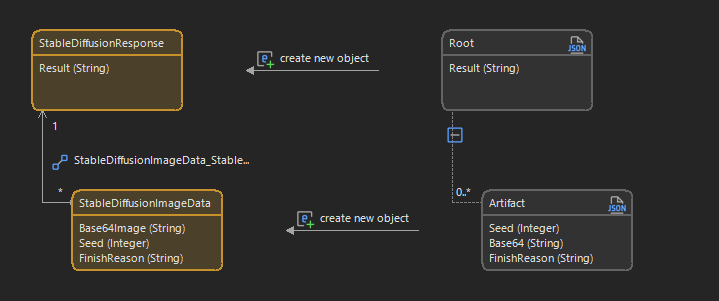 StableDiffusionResponse
Result (String)
create new object
Root
JSON
Result (String)
1
StableDiffusionImageData_Stable...
*
0..*
StableDiffusionImageData
Base64Image (String)
Seed (Integer)
FinishReason (String)
create new object
Artifact
JSON
Seed (Integer)
Base64 (String)
FinishReason (String)